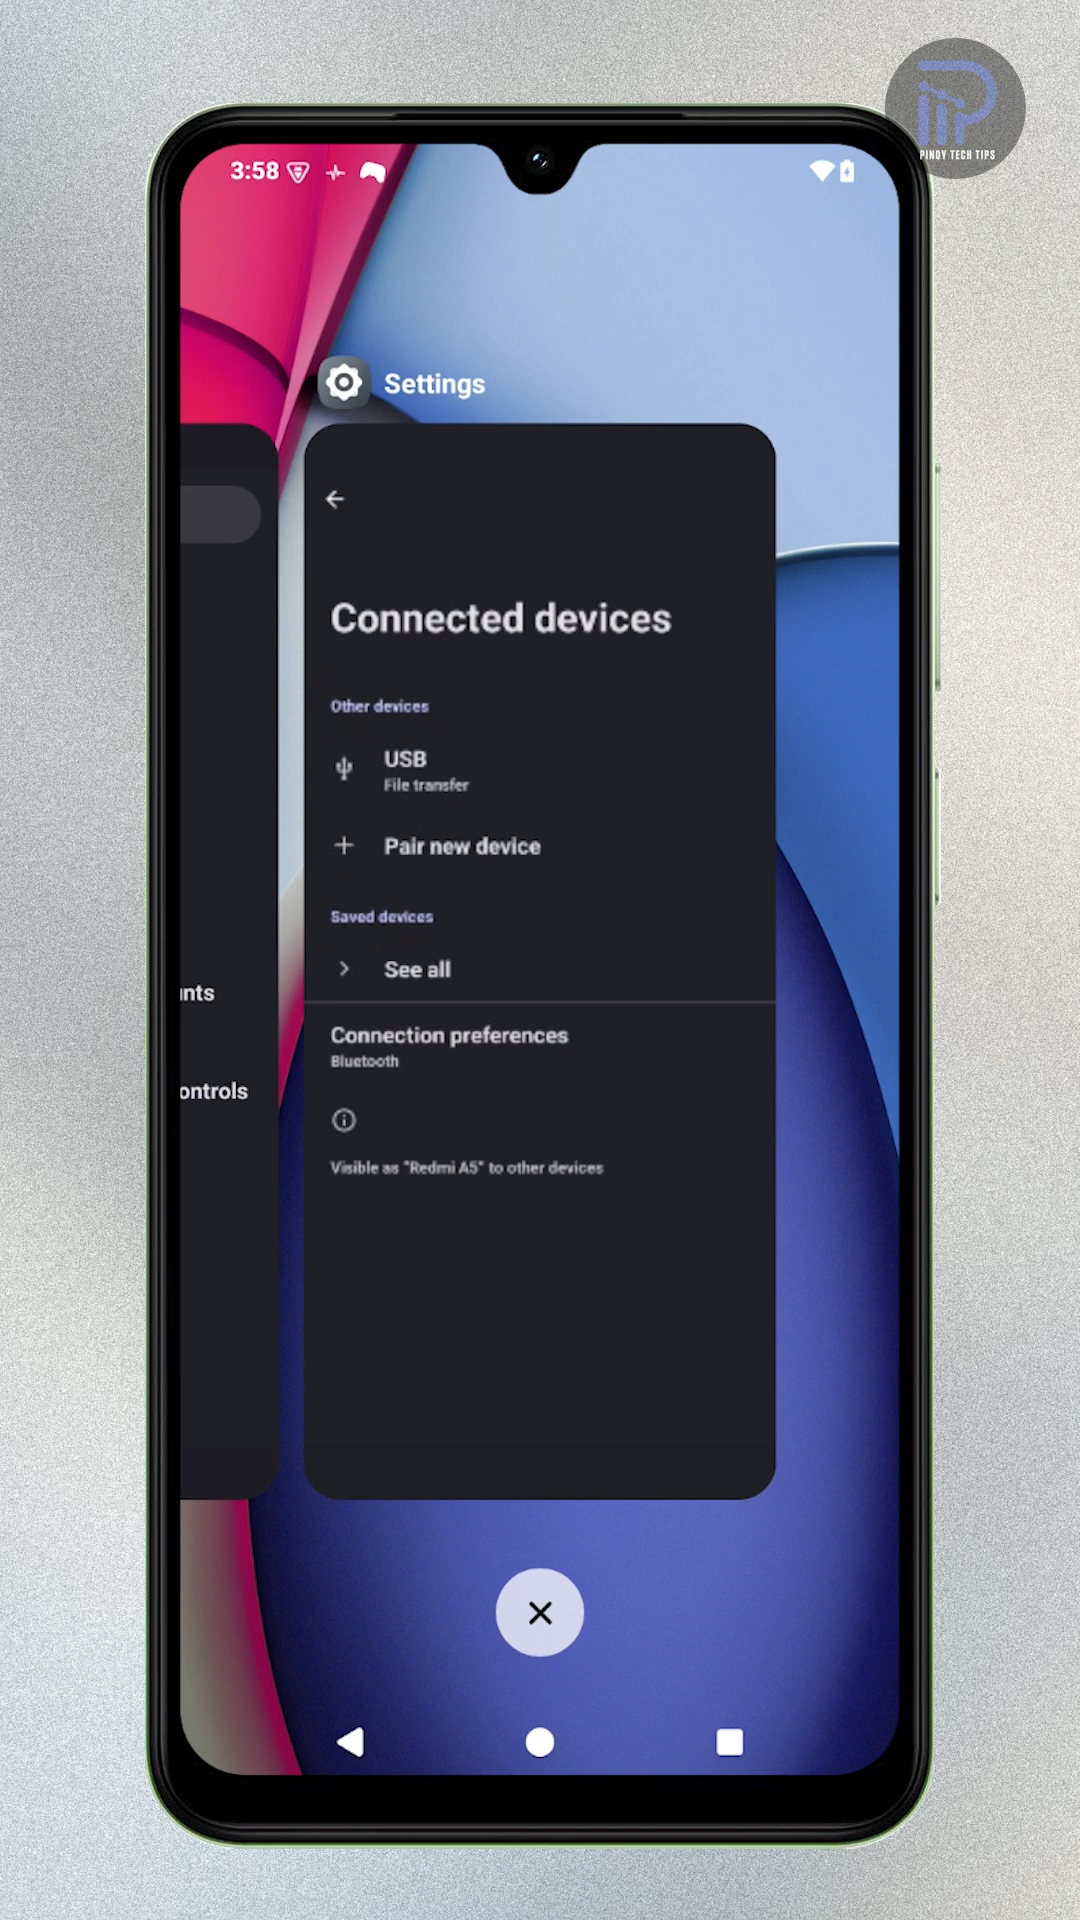 PINOY TECH TIPS
3:58
Settings
Connected devices
Other devices
USB
File transfer
Pair new device
Saved devices
See all
unts
ontrols
Connection preferences
Bluetooth
Visible as "Redmi A5" to other devices